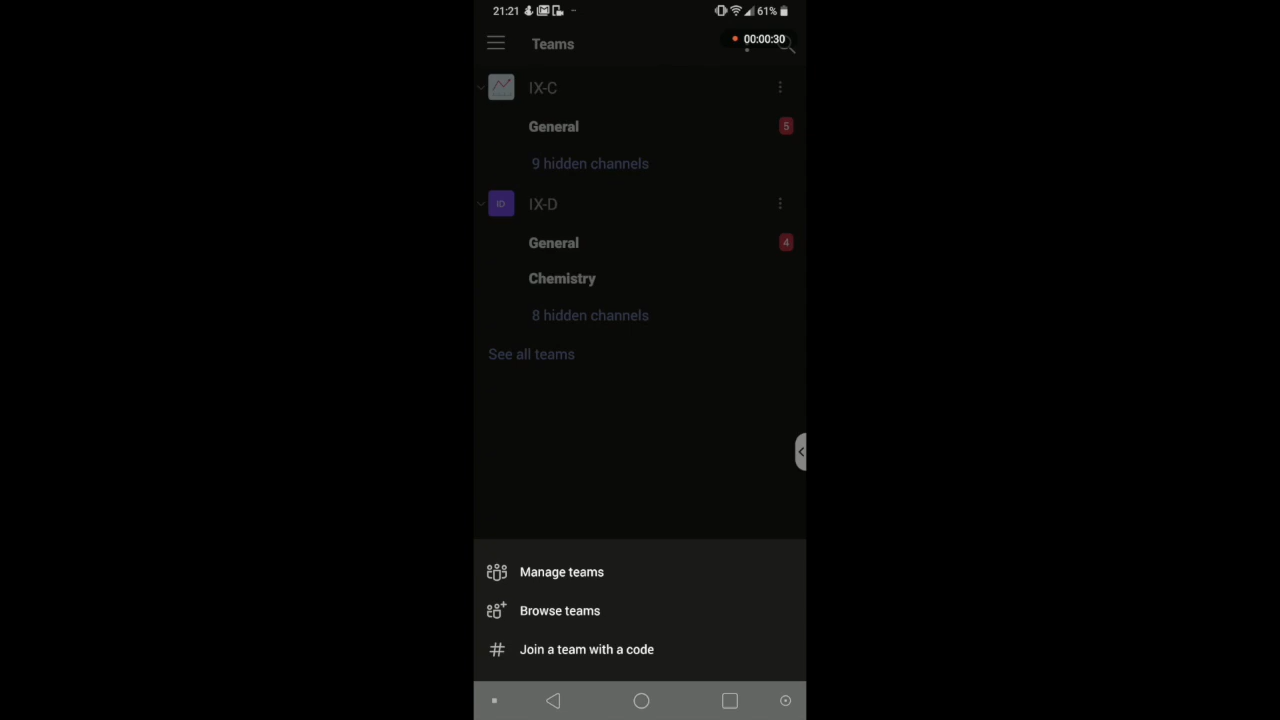 21:21
61%
Teams
00:00:30
IX-C
General
5
9 hidden channels
ID
IX-D
General
4
Chemistry
8 hidden channels
See all teams
Manage teams
Browse teams
# Join a team with a code